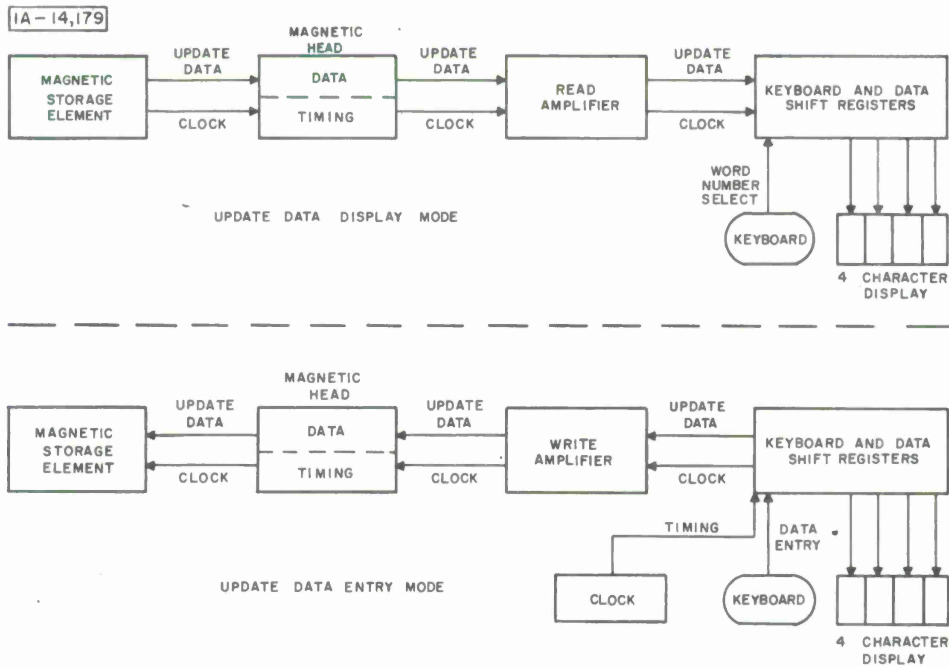 IA-14,179
MAGNETIC
HEAD
UPDATE
DATA
UPDATE
DATA
UPDATE
DATA
MAGNETIC
STORAGE
ELEMENT
DATA
TIMING
READ
AMPLIFIER
KEYBOARD AND DATA
SHIFT REGISTERS
CLOCK
CLOCK
CLOCK
WORD
NUMBER
SELECT
UPDATE DATA DISPLAY MODE
KEYBOARD
4 CHARACTER
DISPLAY
MAGNETIC
HEAD
UPDATE
DATA
UPDATE
DATA
UPDATE
DATA
MAGNETIC
STORAGE
ELEMENT
DATA
TIMING
WRITE
AMPLIFIER
KEYBOARD AND DATA
SHIFT REGISTERS
CLOCK
CLOCK
CLOCK
TIMING
DATA
ENTRY
UPDATE DATA ENTRY MODE
CLOCK
KEYBOARD
4 CHARACTER
DISPLAY